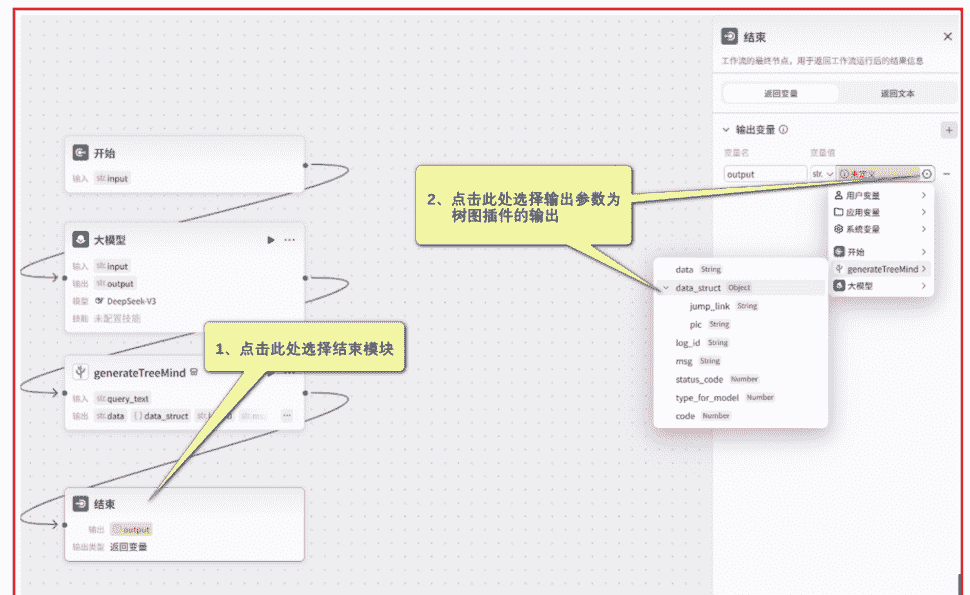 开始
输入 str. input
大模型
输入 str. input
输出 str. output
模型 DeepSeek-V3
技能 未配置技能
1、点击此处选择结束模块
generateTreeMind
输入 str. query_text
输出 str. data {} data_struct str.
结束
输出 output
输出类型 返回变量
2、点击此处选择输出参数为
树图插件的输出
data String
data_struct Object
jump_link String
pic String
log_id String
msg String
status_code Number
type_for_model Number
code Number
结束
工作流的最终节点，用于返回工作流运行后的结果信息
返回变量 返回文本
输出变量
变量名 变量值
output str. 未定义
用户变量
应用变量
系统变量
开始
generateTreeMind
大模型